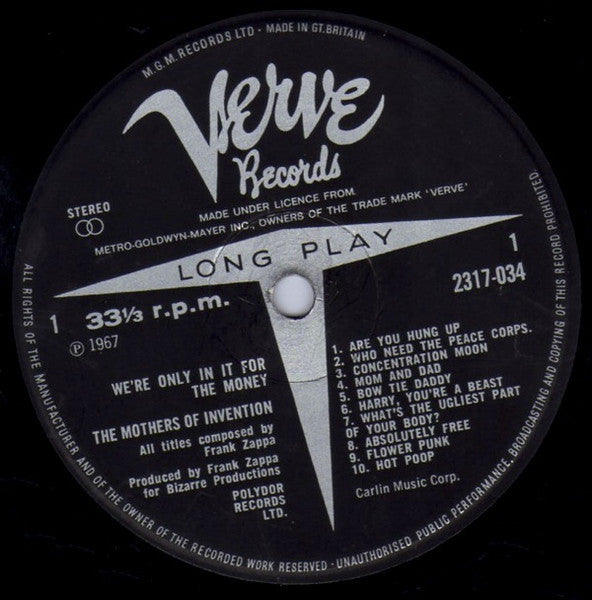 M.G.M. RECORDS LTD - MADE IN GT. BRITAIN
Verve
Records
STEREO
MADE UNDER LICENCE FROM
METRO-GOLDWYN-MAYER INC., OWNERS OF THE TRADE MARK 'VERVE'
LONG PLAY
1
2317-034
1
33⅓ r.p.m.
℗ 1967
WE'RE ONLY IN IT FOR
THE MONEY
THE MOTHERS OF INVENTION
All titles composed by
Frank Zappa
Produced by Frank Zappa
for Bizarre Productions
POLYDOR
RECORDS
LTD.
1. ARE YOU HUNG UP
2. WHO NEED THE PEACE CORPS.
3. CONCENTRATION MOON
4. MOM AND DAD
5. BOW TIE DADDY
6. HARRY, YOU'RE A BEAST
7. WHAT'S THE UGLIEST PART
OF YOUR BODY?
8. ABSOLUTELY FREE
9. FLOWER PUNK
10. HOT POOP
Carlin Music Corp.
ALL RIGHTS OF THE MANUFACTURER AND OF THE OWNER OF THE RECORDED WORK RESERVED - UNAUTHORISED PUBLIC PERFORMANCE, BROADCASTING AND COPYING OF THIS RECORD PROHIBITED.